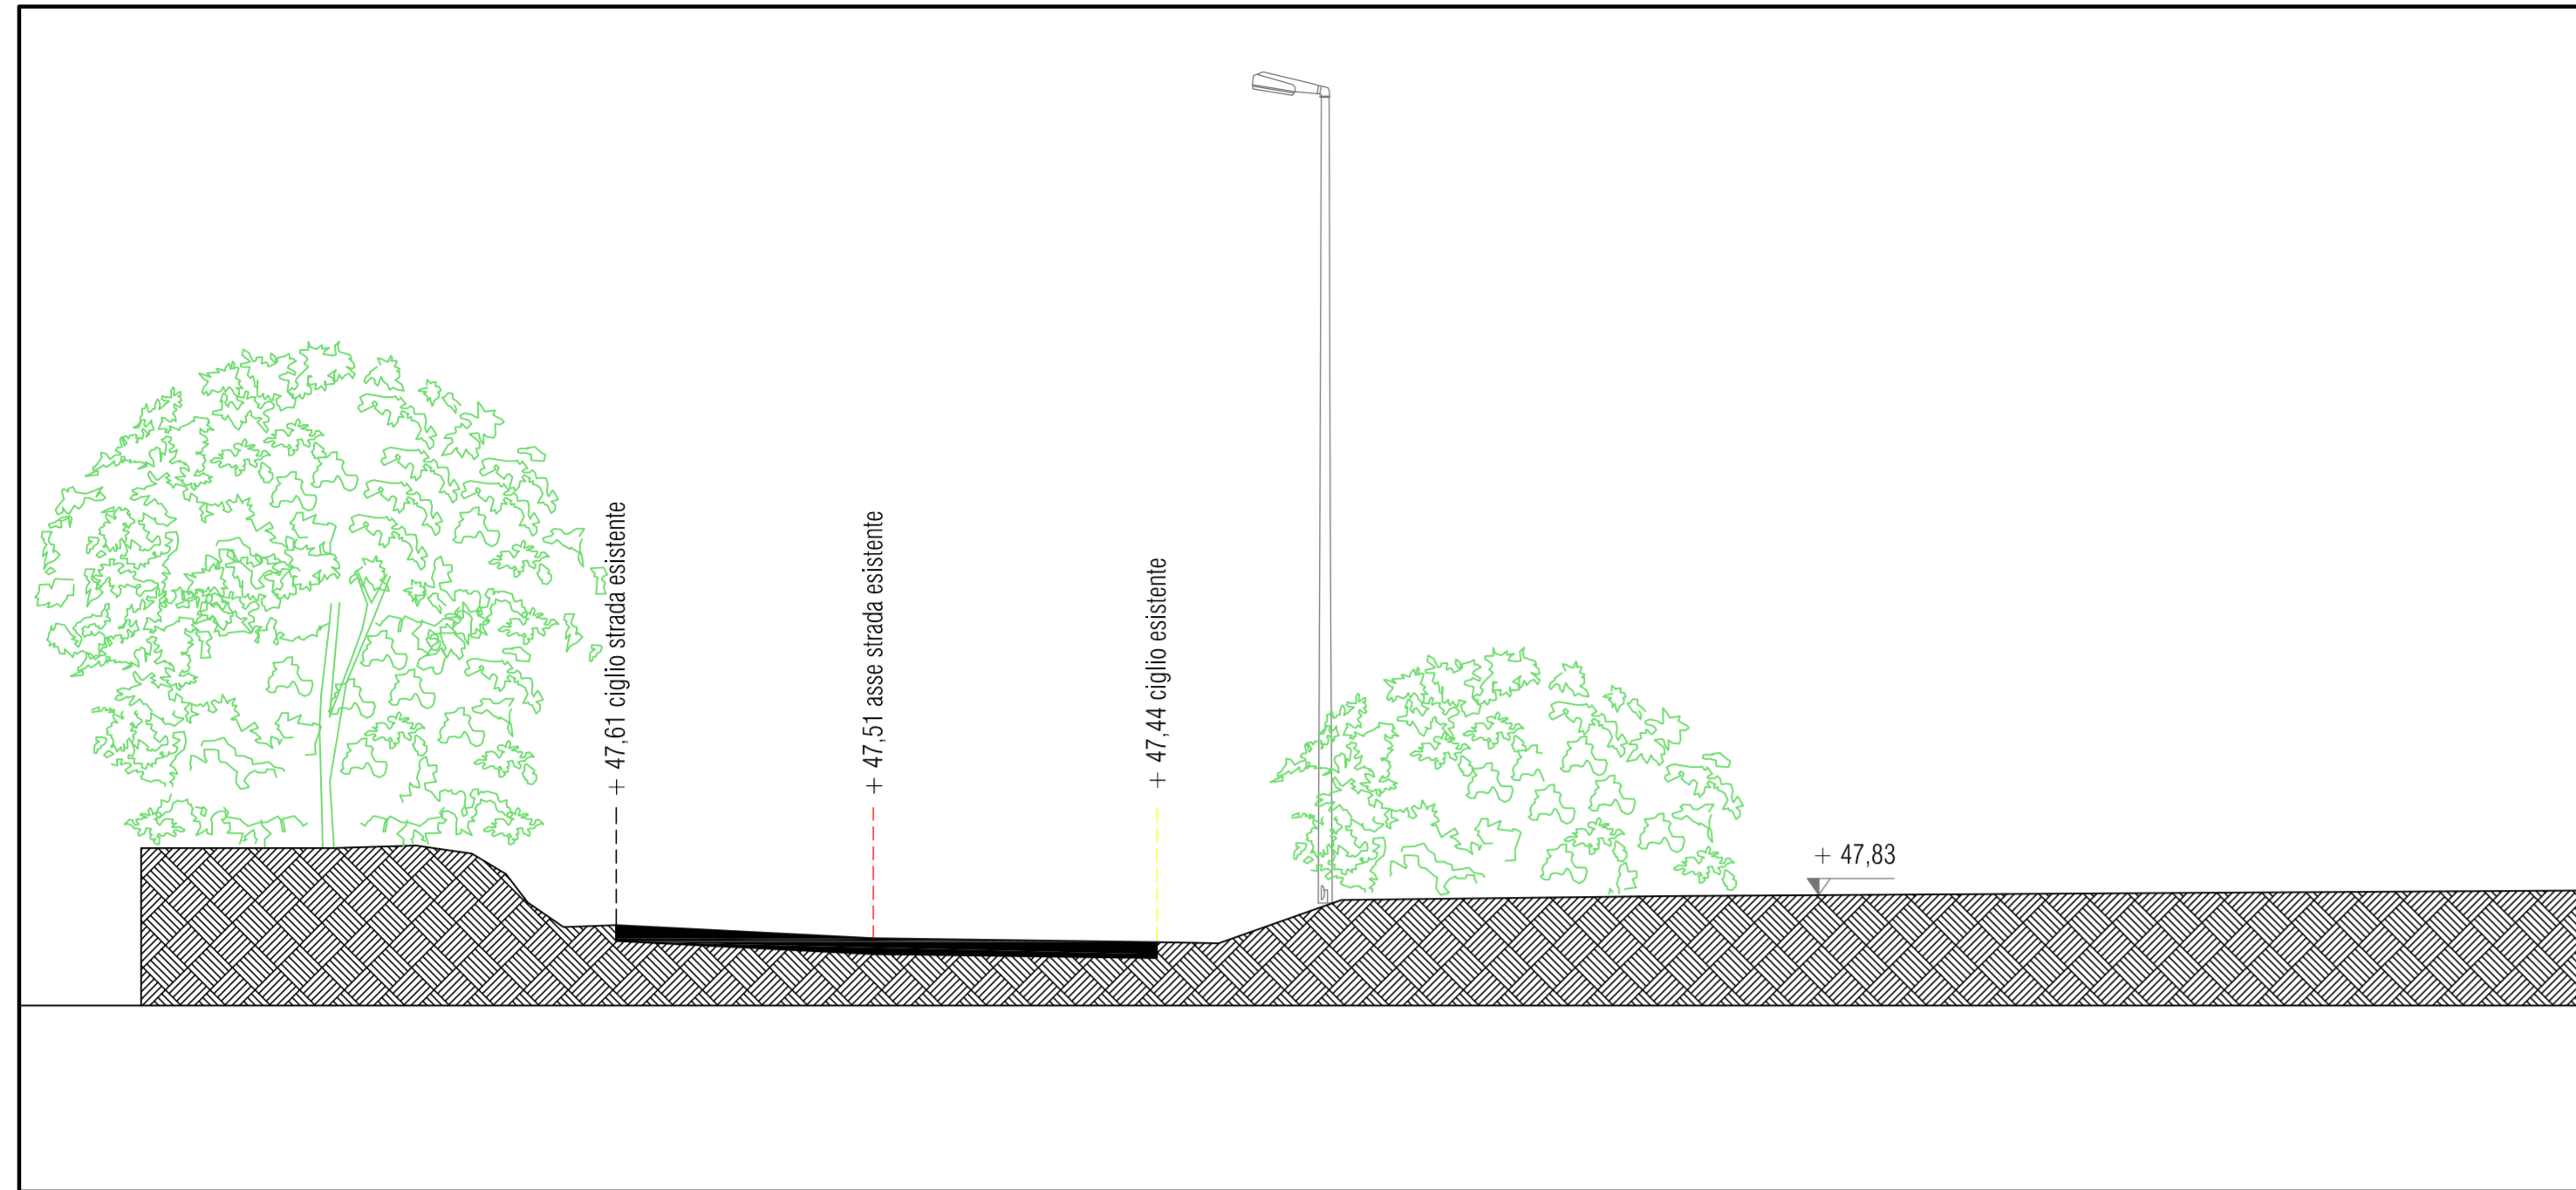 + 47,61 ciglio strada esistente
+ 47,51 asse strada esistente
+ 47,44 ciglio esistente
+ 47,83